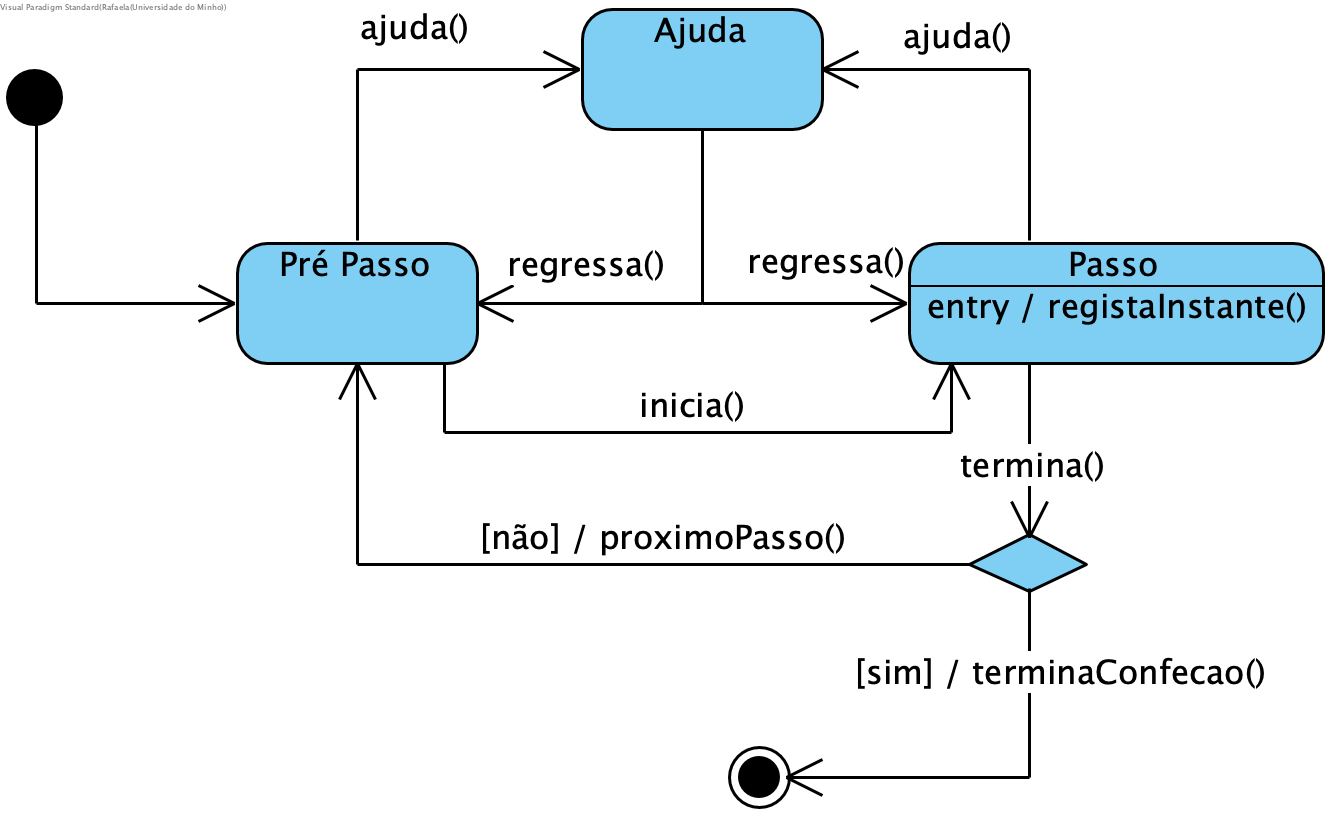 Visual Paradigm Standard(Rafaela(Universidade do Minho))
ajuda()
Ajuda
ajuda()
Pré Passo
regressa()
regressa()
Passo
entry / registaInstante()
inicia()
termina()
[não] / proximoPasso()
[sim] / terminaConfecao()